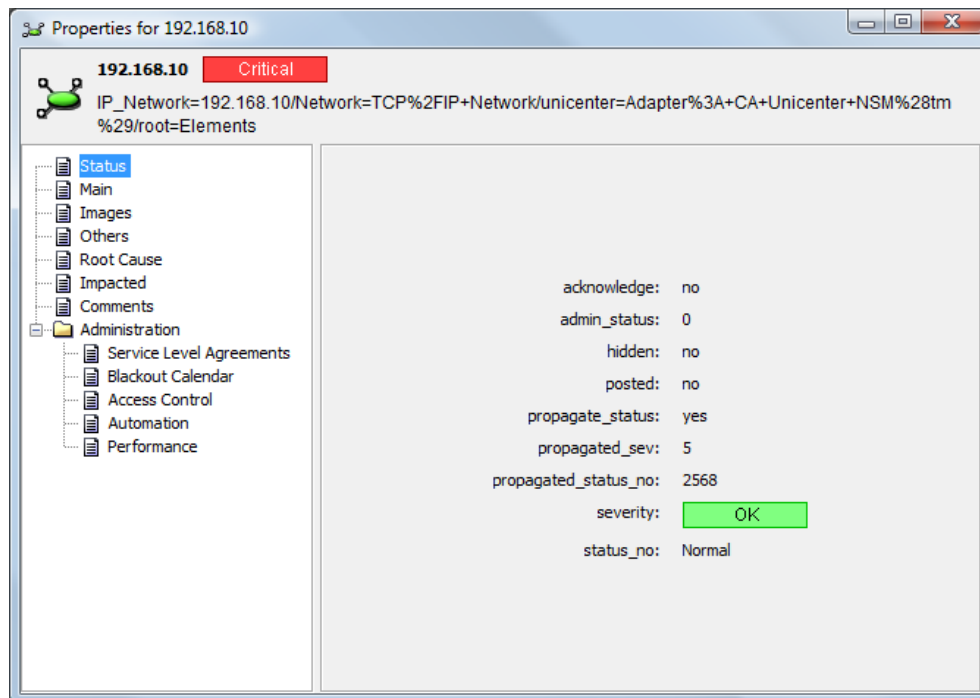 Properties for 192.168.10
192.168.10 Critical
IP_Network=192.168.10/Network=TCP%2FIP+Network/unicenter=Adapter%3A+CA+Unicenter+NSM%28tm
%29/root=Elements
Status
Main
Images
Others
Root Cause
Impacted
Comments
Administration
Service Level Agreements
Blackout Calendar
Access Control
Automation
Performance
acknowledge: no
admin_status: 0
hidden: no
posted: no
propagate_status: yes
propagated_sev: 5
propagated_status_no: 2568
severity: OK
status_no: Normal